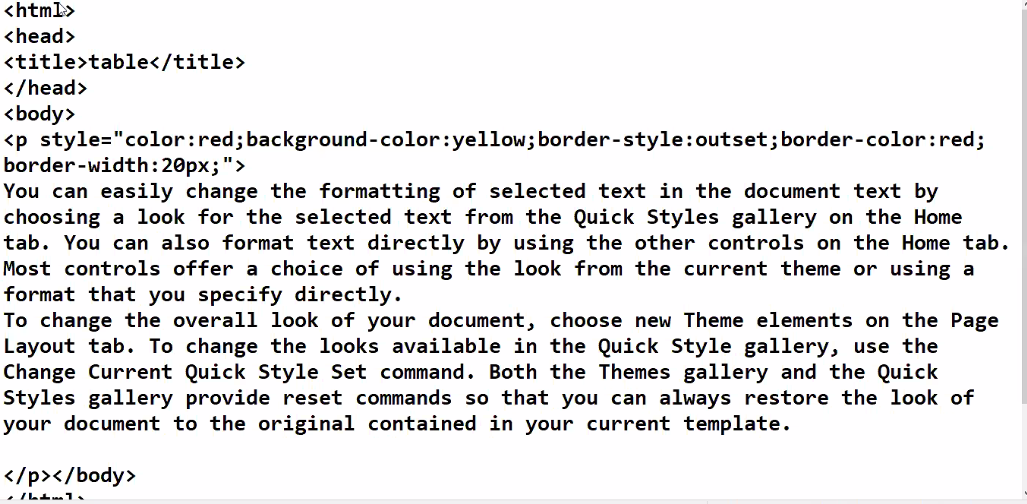 <html>
<head>
<title>table</title>
</head>
<body>
<p style="color:red;background-color:yellow;border-style:outset;border-color:red;
border-width:20px;">
You can easily change the formatting of selected text in the document text by
choosing a look for the selected text from the Quick Styles gallery on the Home
tab. You can also format text directly by using the other controls on the Home tab.
Most controls offer a choice of using the look from the current theme or using a
format that you specify directly.
To change the overall look of your document, choose new Theme elements on the Page
Layout tab. To change the looks available in the Quick Style gallery, use the
Change Current Quick Style Set command. Both the Themes gallery and the Quick
Styles gallery provide reset commands so that you can always restore the look of
your document to the original contained in your current template.
</p></body>
</html>